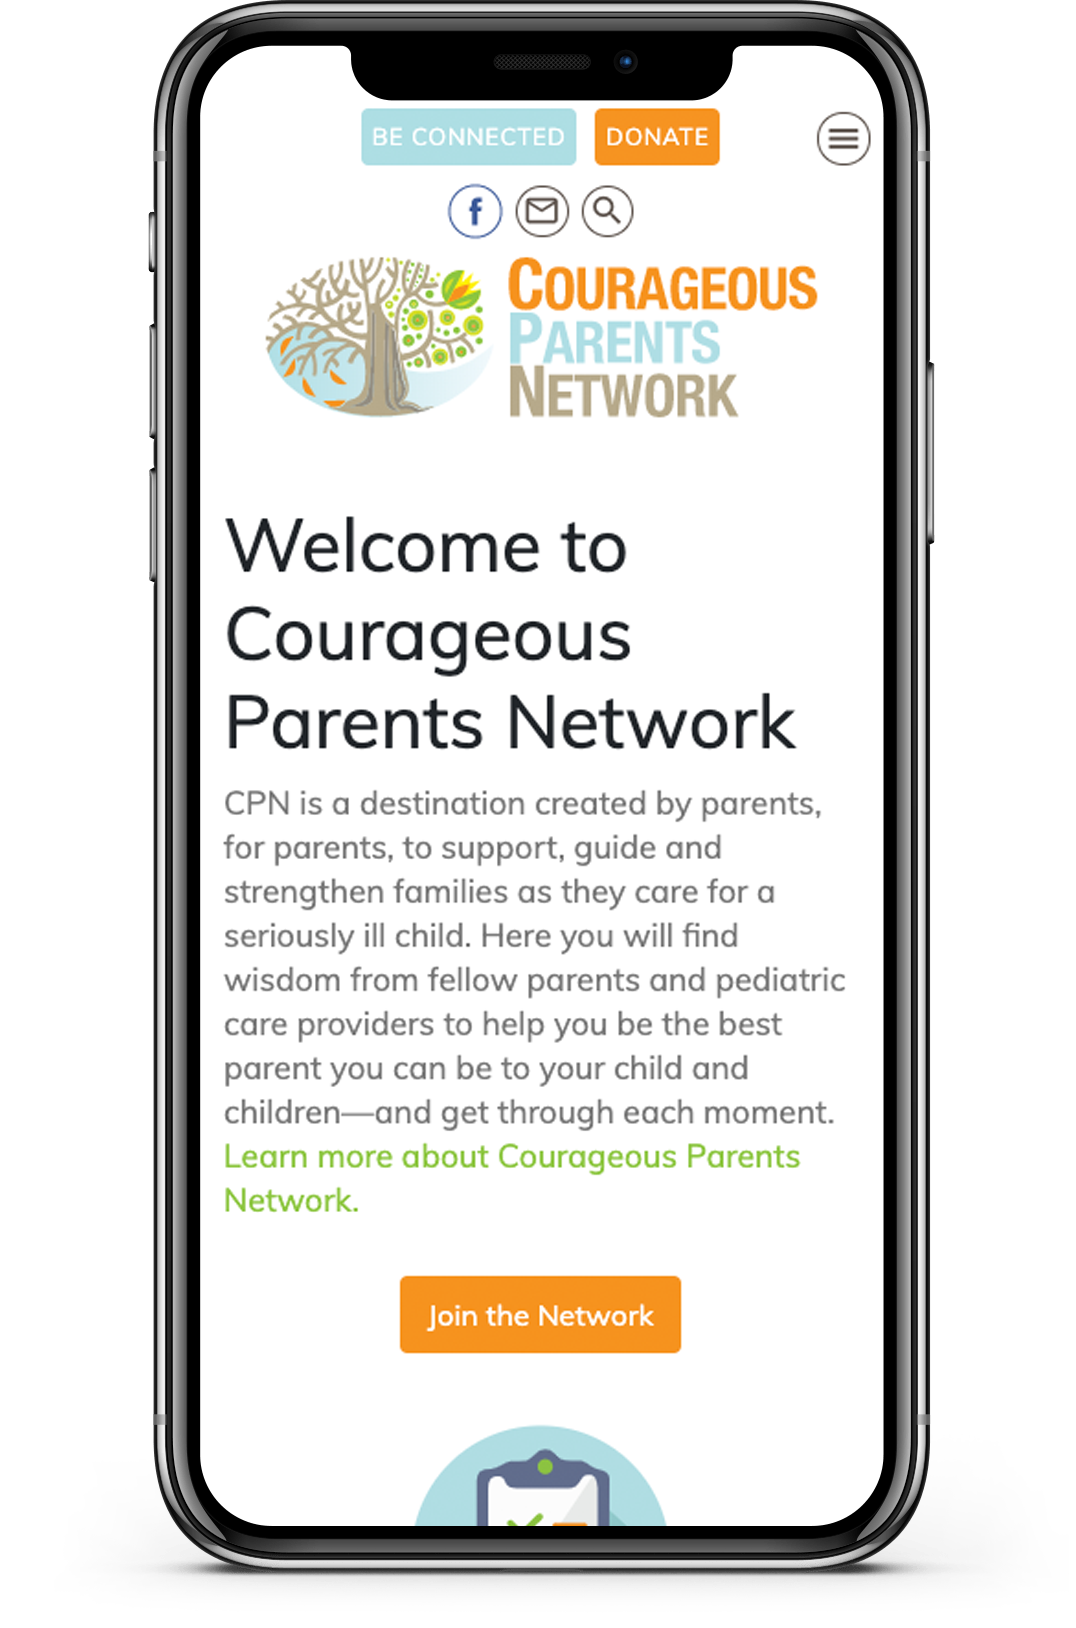 BE CONNECTED DONATE
f
COURAGEOUS
PARENTS
NETWORK
Welcome to
Courageous
Parents Network
CPN is a destination created by parents,
for parents, to support, guide and
strengthen families as they care for a
seriously ill child. Here you will find
wisdom from fellow parents and pediatric
care providers to help you be the best
parent you can be to your child and
children—and get through each moment.
Learn more about Courageous Parents
Network.
Join the Network